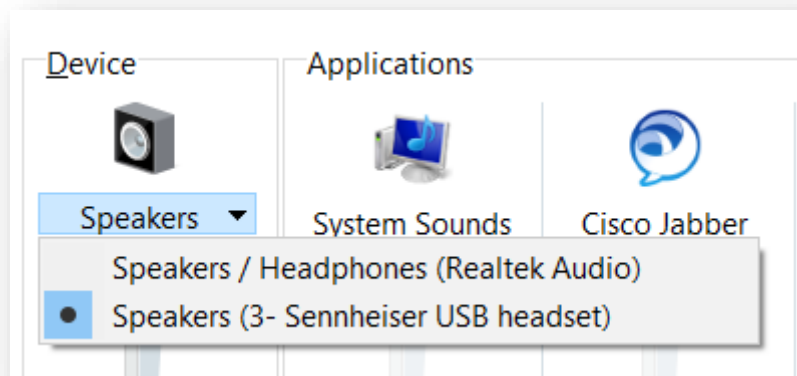 Device Applications
Speakers System Sounds Cisco Jabber
Speakers / Headphones (Realtek Audio)
Speakers (3- Sennheiser USB headset)